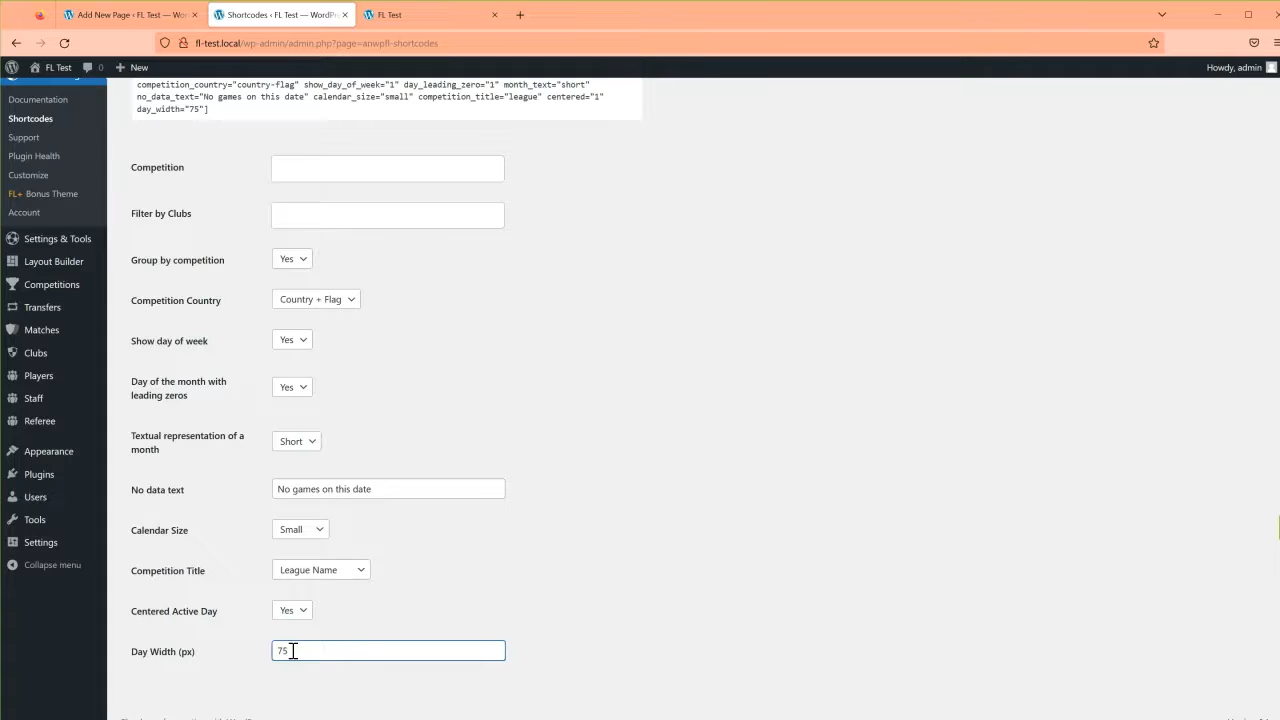 Add New Page ‹ FL Test — Wor
Shortcodes ‹ FL Test — WordPr
FL Test
fl-test.local/wp-admin/admin.php?page=anwpfl-shortcodes
FL Test
0
New
Howdy, admin
Documentation
Shortcodes
Support
Plugin Health
Customize
FL+ Bonus Theme
Account
Settings & Tools
Layout Builder
Competitions
Transfers
Matches
Clubs
Players
Staff
Referee
Appearance
Plugins
Users
Tools
Settings
Collapse menu
competition_country="country-flag" show_day_of_week="1" day_leading_zero="1" month_text="short"
no_data_text="No games on this date" calendar_size="small" competition_title="league" centered="1"
day_width="75"]
Competition
Filter by Clubs
Group by competition
Yes
Competition Country
Country + Flag
Show day of week
Yes
Day of the month with
leading zeros
Yes
Textual representation of a
month
Short
No data text
No games on this date
Calendar Size
Small
Competition Title
League Name
Centered Active Day
Yes
Day Width (px)
75